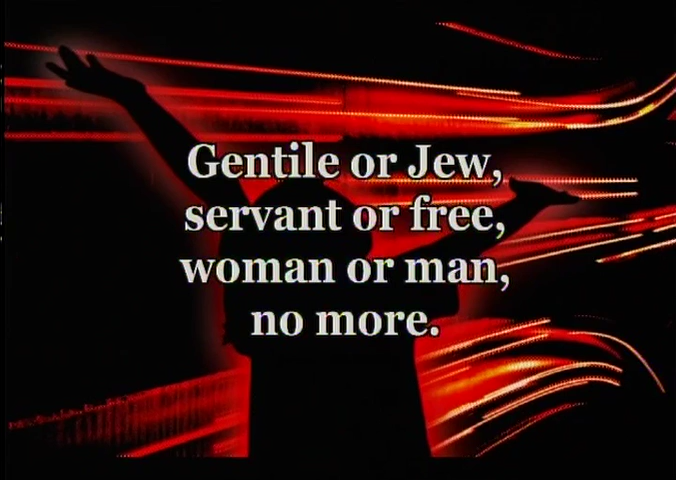 Gentile or Jew,
servant or free,
woman or man,
no more.